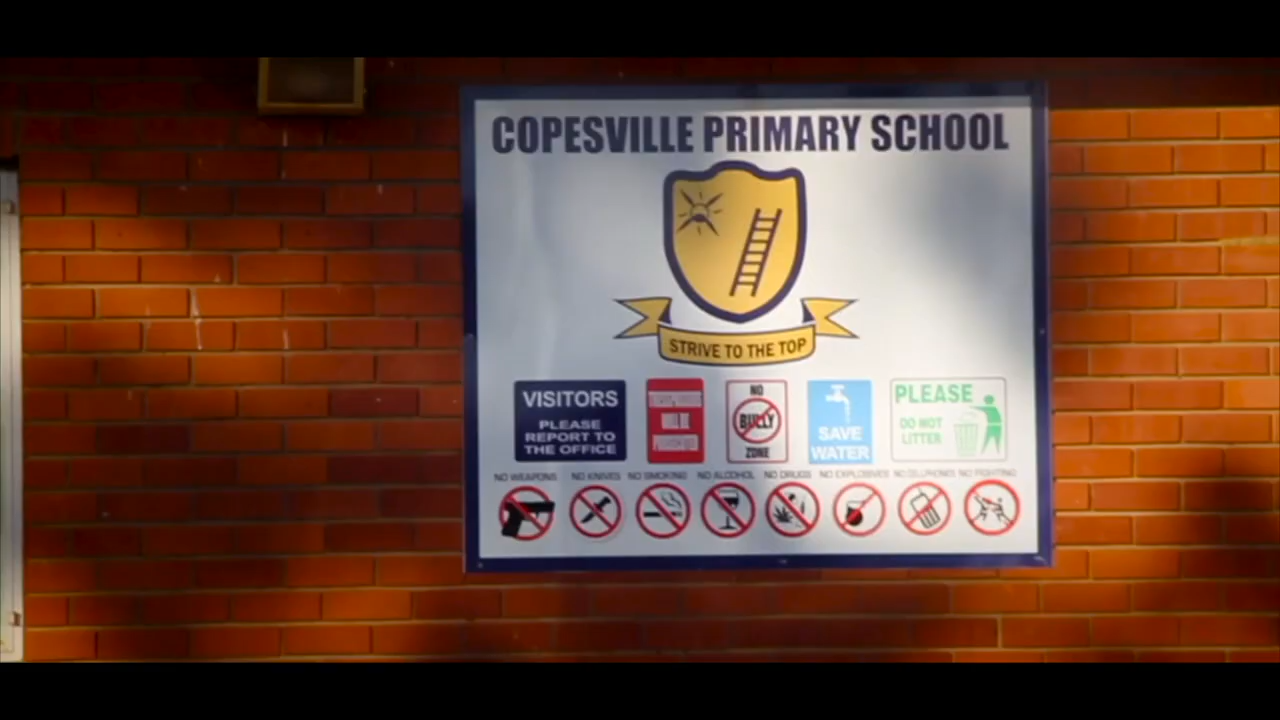 COPESVILLE PRIMARY SCHOOL
STRIVE TO THE TOP
VISITORS
PLEASE
REPORT TO
THE OFFICE
WILL BE
NO
BULLY
ZONE
SAVE
WATER
PLEASE
DO NOT
LITTER
NO WEAPONS NO KNIVES NO SMOKING NO ALCOHOL NO DRUGS NO EXPLOSIVES NO CELLPHONES NO FIGHTING